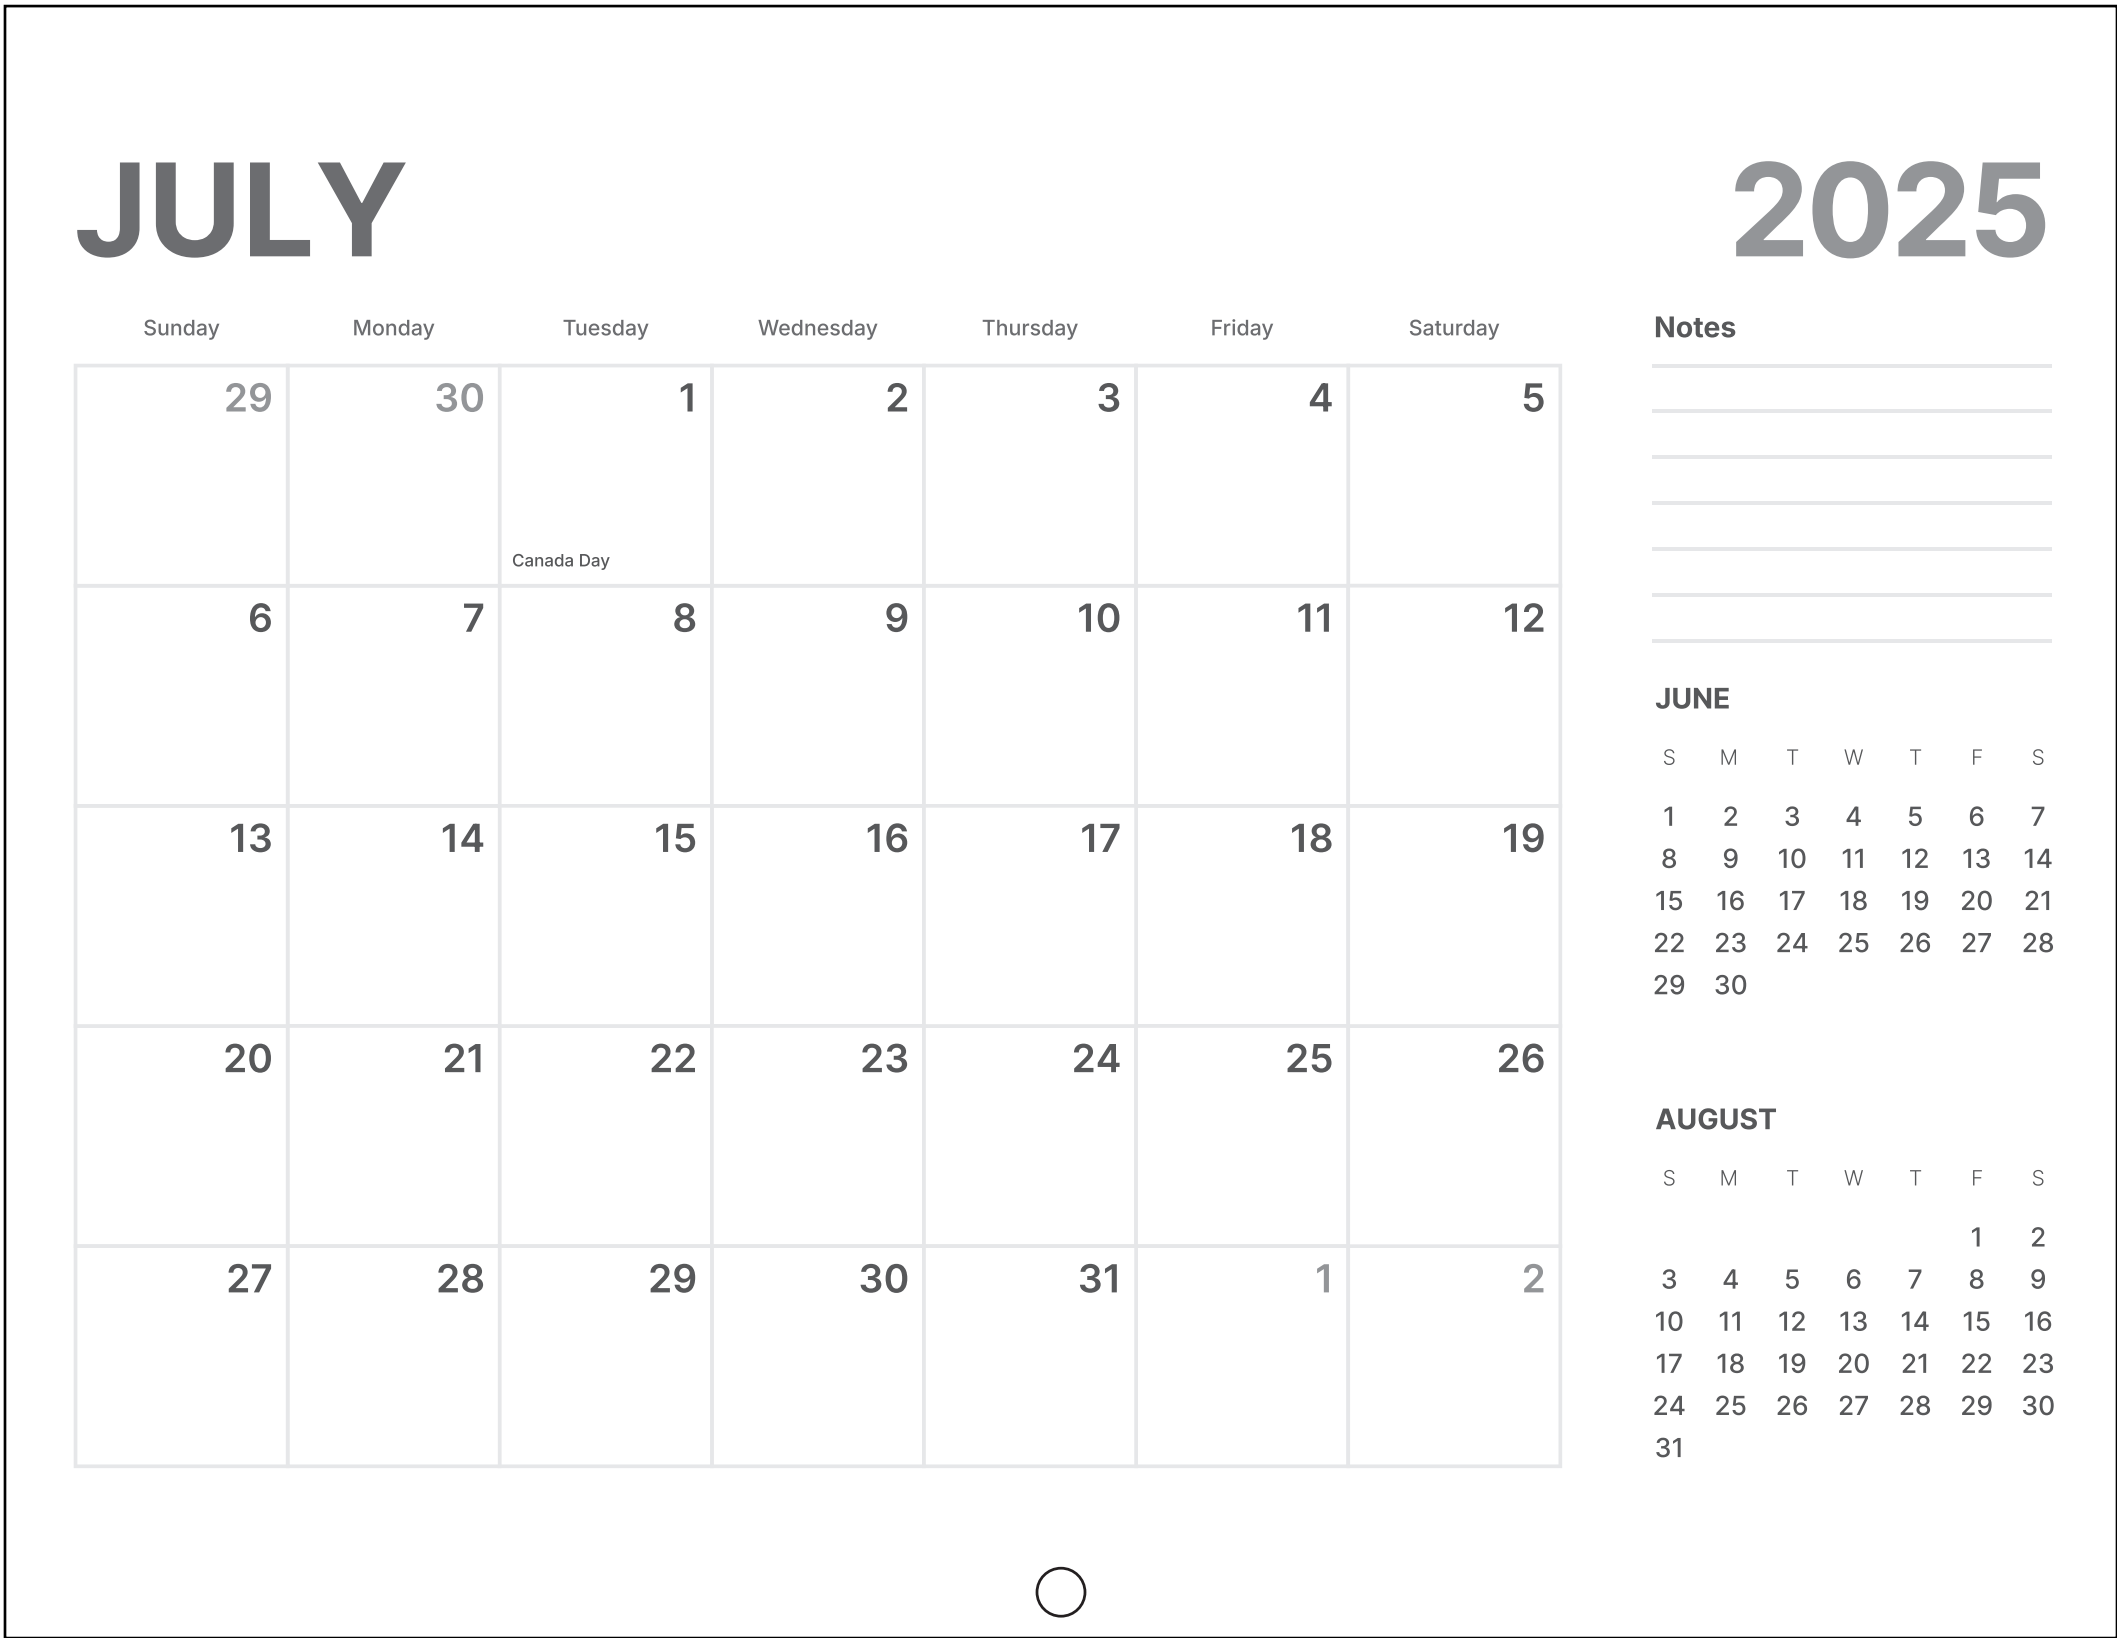 JULY 2025
Sunday Monday Tuesday Wednesday Thursday Friday Saturday
29 30 1 2 3 4 5
Canada Day
6 7 8 9 10 11 12
13 14 15 16 17 18 19
20 21 22 23 24 25 26
27 28 29 30 31 1 2
Notes
JUNE
S M T W T F S
1 2 3 4 5 6 7
8 9 10 11 12 13 14
15 16 17 18 19 20 21
22 23 24 25 26 27 28
29 30
AUGUST
S M T W T F S
1 2
3 4 5 6 7 8 9
10 11 12 13 14 15 16
17 18 19 20 21 22 23
24 25 26 27 28 29 30
31